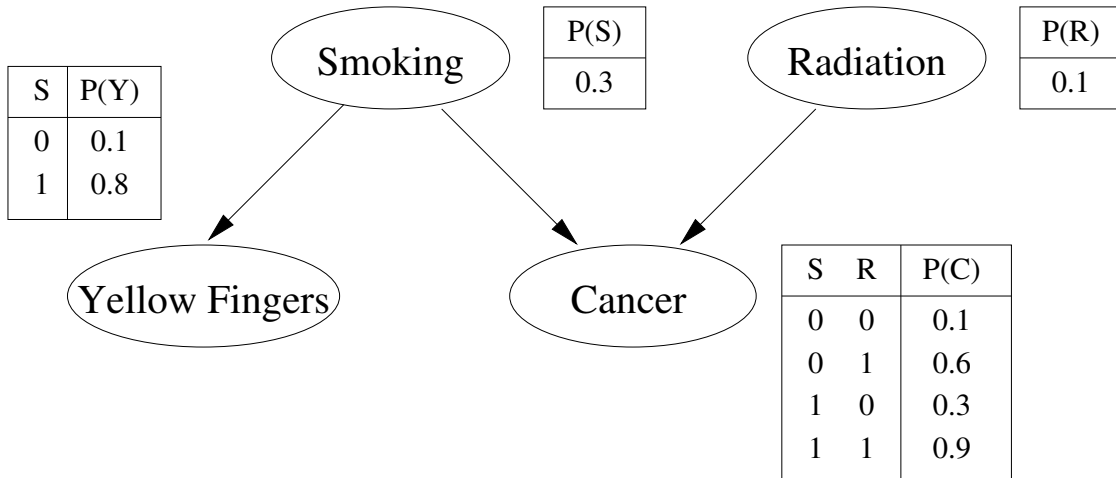 Smoking
P(S)
0.3
Radiation
P(R)
0.1
S P(Y)
0 0.1
1 0.8
Yellow Fingers
Cancer
S R P(C)
0 0 0.1
0 1 0.6
1 0 0.3
1 1 0.9